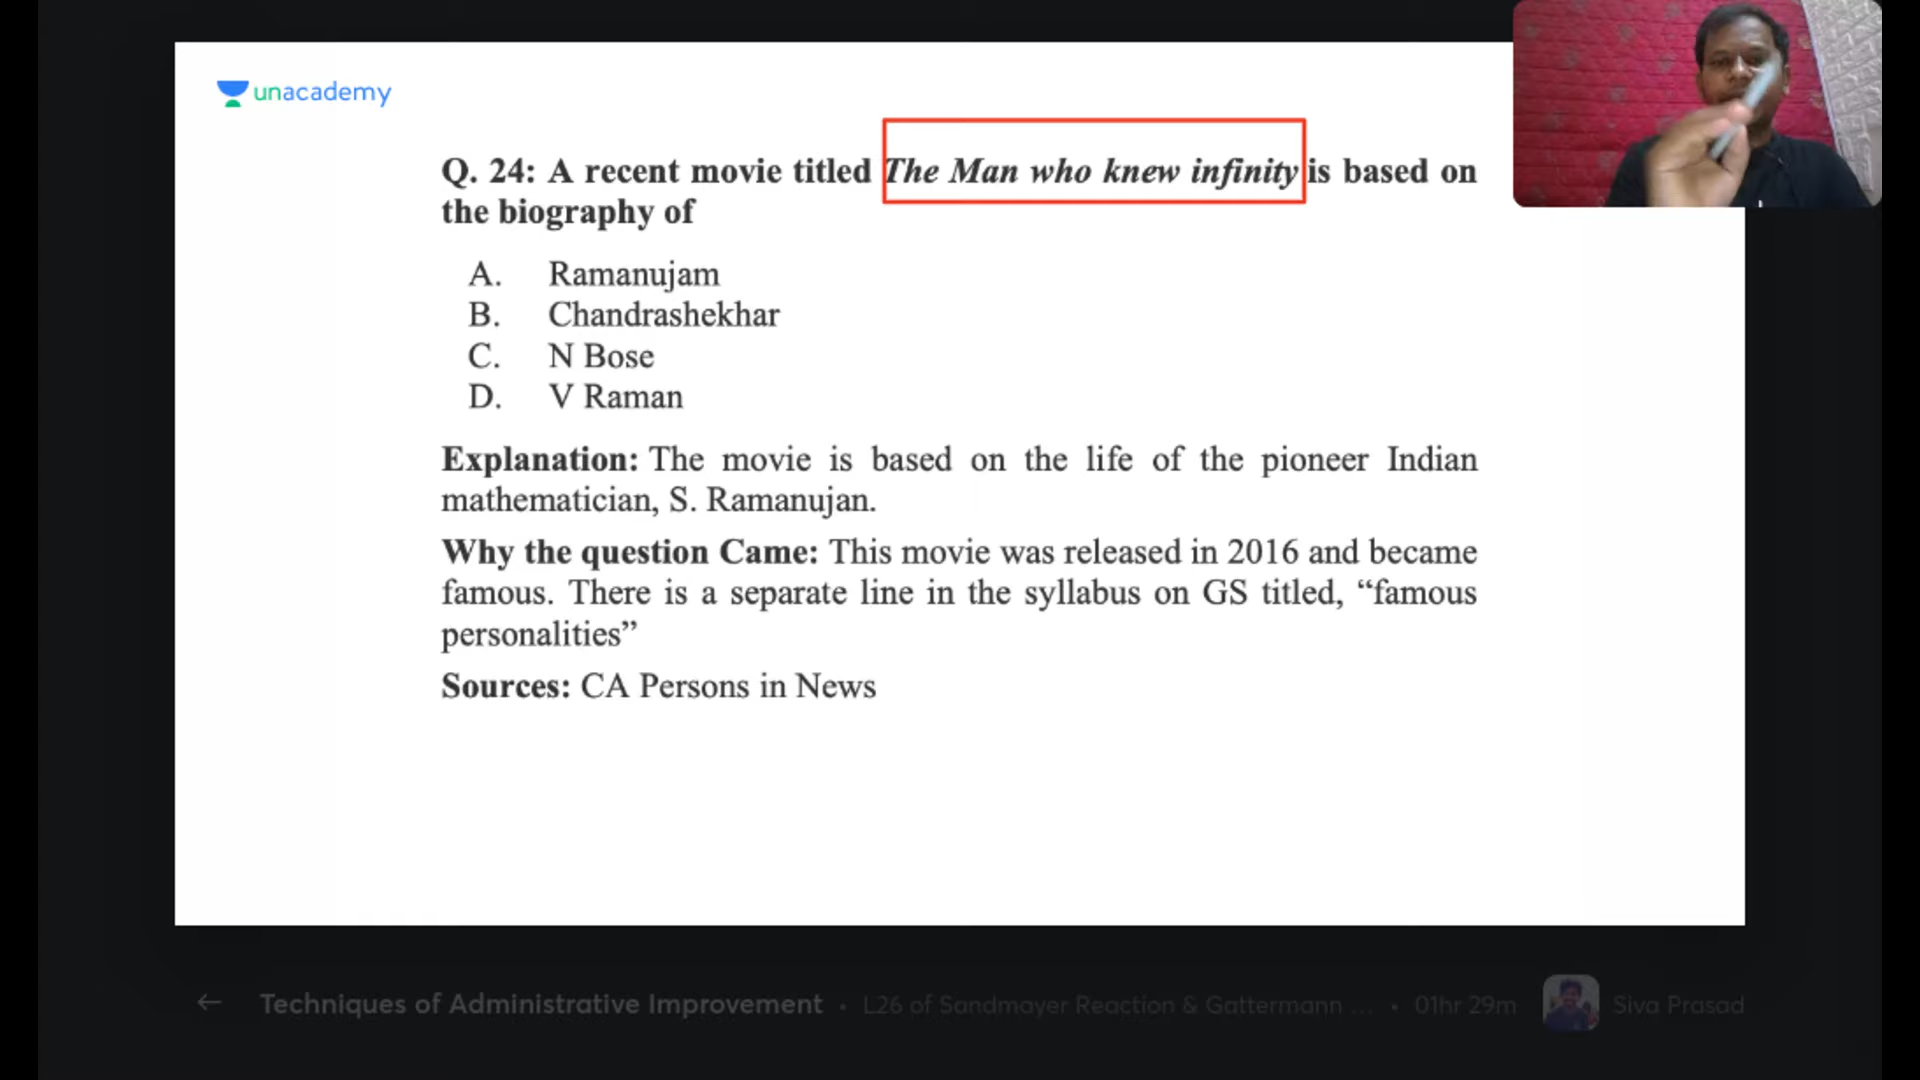 unacademy
Q. 24: A recent movie titled The Man who knew infinity is based on
the biography of
A. Ramanujam
B. Chandrashekhar
C. N Bose
D. V Raman
Explanation: The movie is based on the life of the pioneer Indian
mathematician, S. Ramanujan.
Why the question Came: This movie was released in 2016 and became
famous. There is a separate line in the syllabus on GS titled, “famous
personalities”
Sources: CA Persons in News
Techniques of Administrative Improvement • L26 of Sandmayer Reaction & Gattermann ... • 01hr 29m Siva Prasad